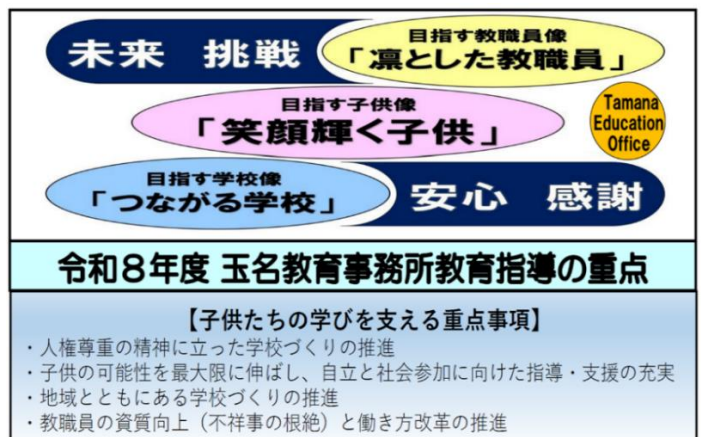 未来 挑戦
目指す教職員像
「凛とした教職員」
目指す子供像
「笑顔輝く子供」
Tamana
Education
Office
目指す学校像
「つながる学校」
安心 感謝
令和8年度 玉名教育事務所教育指導の重点
【子供たちの学びを支える重点事項】
・人権尊重の精神に立った学校づくりの推進
・子供の可能性を最大限に伸ばし、自立と社会参加に向けた指導・支援の充実
・地域とともにある学校づくりの推進
・教職員の資質向上（不祥事の根絶）と働き方改革の推進